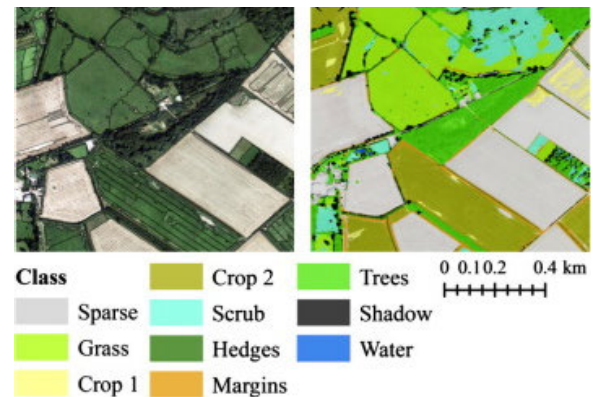 Class
Sparse
Grass
Crop 1
Crop 2
Scrub
Hedges
Margins
Trees
Shadow
Water
0 0.1 0.2 0.4 km